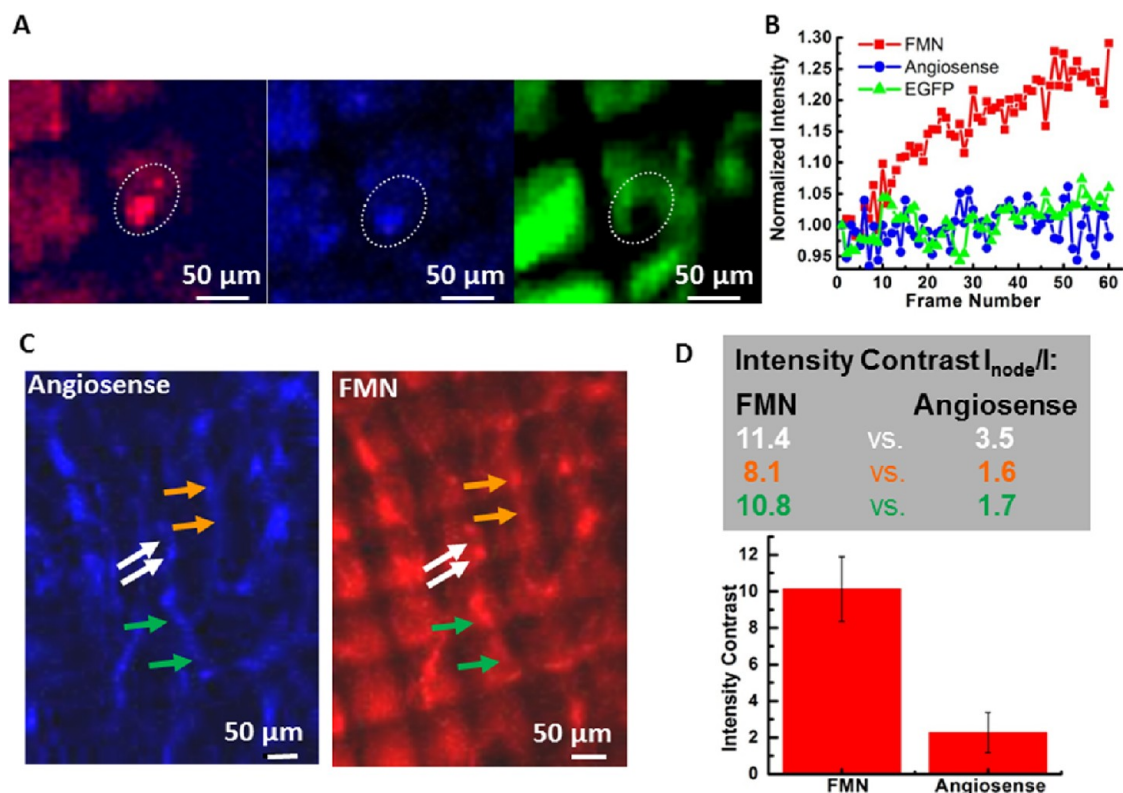 A
50 μm
50 μm
50 μm
B
Normalized Intensity
1.30
1.25
1.20
1.15
1.10
1.05
1.00
0.95
FMN
Angiosense
EGFP
0 10 20 30 40 50 60
Frame Number
C
Angiosense
50 μm
FMN
50 μm
D
Intensity Contrast Inode/I:
FMN Angiosense
11.4 vs. 3.5
8.1 vs. 1.6
10.8 vs. 1.7
Intensity Contrast
12
10
8
6
4
2
0
FMN Angiosense